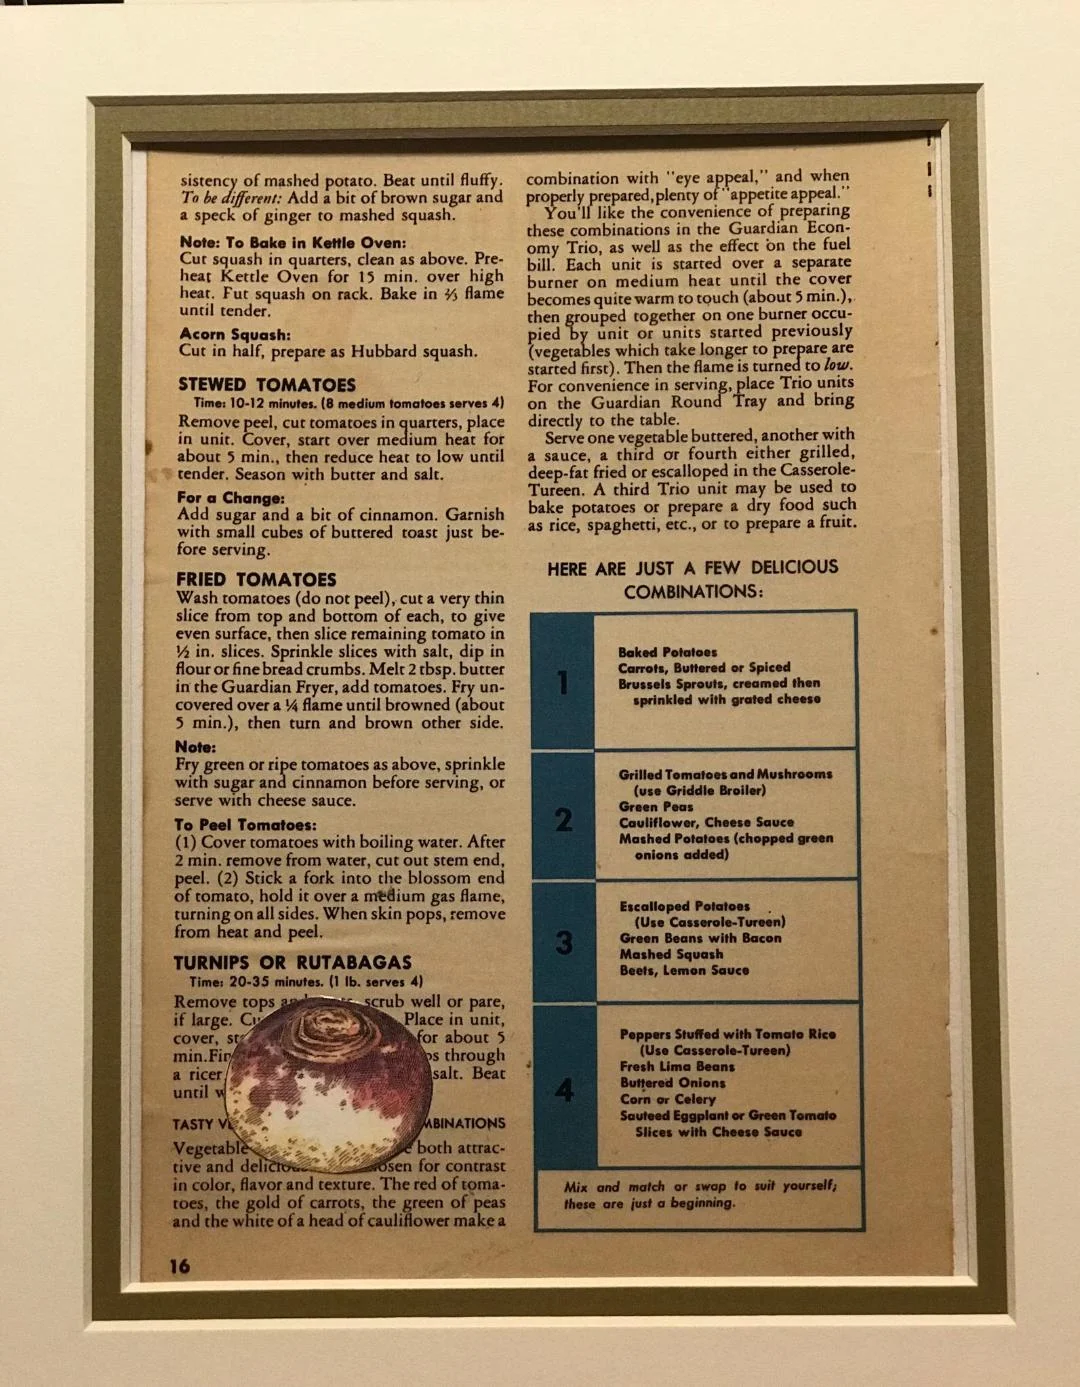 sistency of mashed potato. Beat until fluffy.
To be different: Add a bit of brown sugar and
a speck of ginger to mashed squash.
Note: To Bake in Kettle Oven:
Cut squash in quarters, clean as above. Pre-
heat Kettle Oven for 15 min. over high
heat. Put squash on rack. Bake in ⅔ flame
until tender.
Acorn Squash:
Cut in half, prepare as Hubbard squash.
STEWED TOMATOES
Time: 10-12 minutes. (8 medium tomatoes serves 4)
Remove peel, cut tomatoes in quarters, place
in unit. Cover, start over medium heat for
about 5 min., then reduce heat to low until
tender. Season with butter and salt.
For a Change:
Add sugar and a bit of cinnamon. Garnish
with small cubes of buttered toast just be-
fore serving.
FRIED TOMATOES
Wash tomatoes (do not peel), cut a very thin
slice from top and bottom of each, to give
even surface, then slice remaining tomato in
½ in. slices. Sprinkle slices with salt, dip in
flour or fine bread crumbs. Melt 2 tbsp. butter
in the Guardian Fryer, add tomatoes. Fry un-
covered over a ¼ flame until browned (about
5 min.), then turn and brown other side.
Note:
Fry green or ripe tomatoes as above, sprinkle
with sugar and cinnamon before serving, or
serve with cheese sauce.
To Peel Tomatoes:
(1) Cover tomatoes with boiling water. After
2 min. remove from water, cut out stem end,
peel. (2) Stick a fork into the blossom end
of tomato, hold it over a medium gas flame,
turning on all sides. When skin pops, remove
from heat and peel.
TURNIPS OR RUTABAGAS
Time: 20-35 minutes. (1 lb. serves 4)
Remove tops scrub well or pare,
if large. Place in unit,
cover, for about 5
min. through
a ricer salt. Beat
until
TASTY
Vegetable both attrac-
tive and for contrast
in color, flavor and texture. The red of toma-
toes, the gold of carrots, the green of peas
and the white of a head of cauliflower make a
16
combination with "eye appeal," and when
properly prepared, plenty of "appetite appeal."
You'll like the convenience of preparing
these combinations in the Guardian Econ-
omy Trio, as well as the effect on the fuel
bill. Each unit is started over a separate
burner on medium heat until the cover
becomes quite warm to touch (about 5 min.),
then grouped together on one burner occu-
pied by unit or units started previously
(vegetables which take longer to prepare are
started first). Then the flame is turned to low.
For convenience in serving, place Trio units
on the Guardian Round Tray and bring
directly to the table.
Serve one vegetable buttered, another with
a sauce, a third or fourth either grilled,
deep-fat fried or escalloped in the Casserole-
Tureen. A third Trio unit may be used to
bake potatoes or prepare a dry food such
as rice, spaghetti, etc., or to prepare a fruit.
HERE ARE JUST A FEW DELICIOUS
COMBINATIONS:
1
Baked Potatoes
Carrots, Buttered or Spiced
Brussels Sprouts, creamed then
sprinkled with grated cheese
2
Grilled Tomatoes and Mushrooms
(use Griddle Broiler)
Green Peas
Cauliflower, Cheese Sauce
Mashed Potatoes (chopped green
onions added)
3
Escalloped Potatoes
(Use Casserole-Tureen)
Green Beans with Bacon
Mashed Squash
Beets, Lemon Sauce
4
Peppers Stuffed with Tomato Rice
(Use Casserole-Tureen)
Fresh Lima Beans
Buttered Onions
Corn or Celery
Sauteed Eggplant or Green Tomato
Slices with Cheese Sauce
Mix and match or swap to suit yourself;
these are just a beginning.